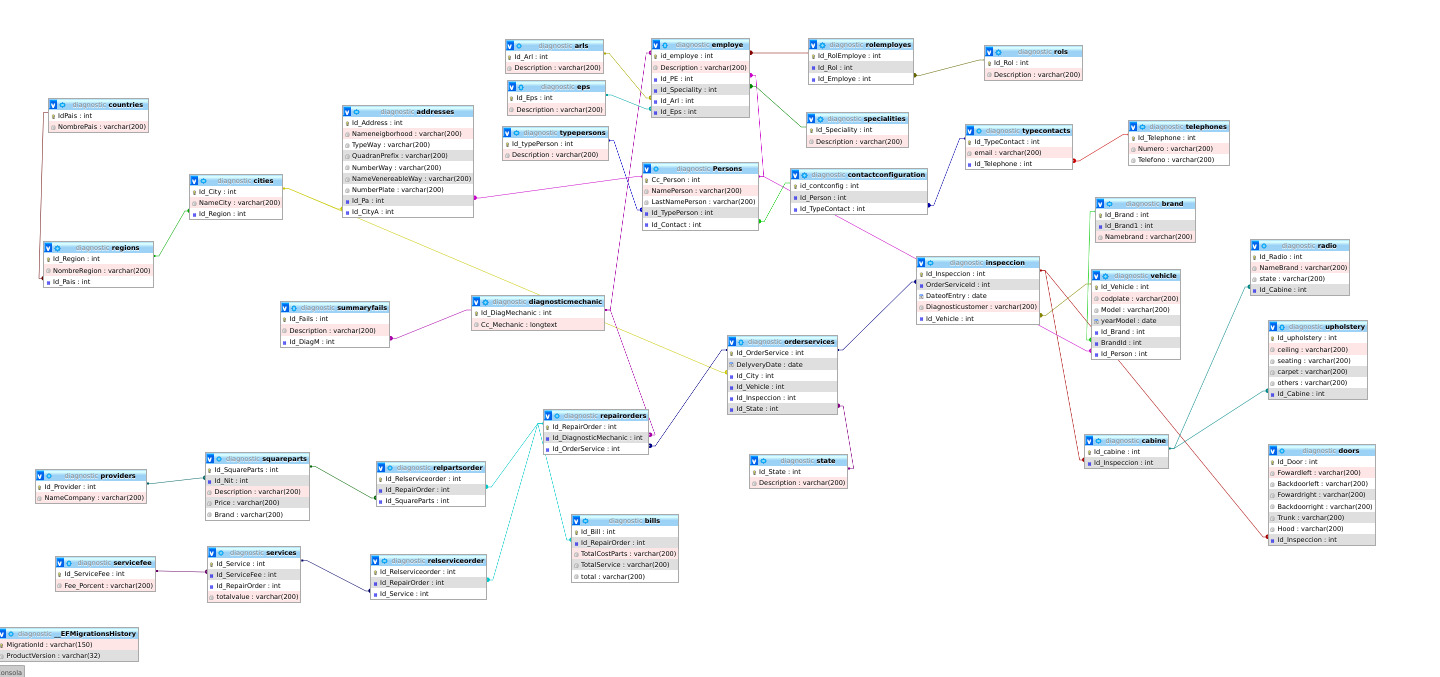 diagnostic countries
IdPais : int
NombrePais : varchar(200)
diagnostic regions
Id_Region : int
NombreRegion : varchar(200)
Id_Pais : int
diagnostic cities
Id_City : int
NameCity : varchar(200)
Id_Region : int
diagnostic addresses
Id_Address : int
Namenelgborhood : varchar(200)
TypeWay : varchar(200)
QuadranPrefix : varchar(200)
NumberWay : varchar(200)
NameVenereableWay : varchar(200)
NumberPlate : varchar(200)
Id_Pa : int
Id_CityA : int
diagnostic arls
Id_Arl : int
Description : varchar(200)
diagnostic eps
Id_Eps : int
Description : varchar(200)
diagnostic typepersons
Id_typePerson : int
Description : varchar(200)
diagnostic employe
id_employe : int
Description : varchar(200)
Id_PE : int
Id_Speciality : int
Id_Arl : int
Id_Eps : int
diagnostic rolemployes
Id_RolEmploye : int
Id_Rol : int
Id_Employe : int
diagnostic rols
Id_Rol : int
Description : varchar(200)
diagnostic specialities
Id_Speciality : int
Description : varchar(200)
diagnostic Persons
Cc_Person : int
NamePerson : varchar(200)
LastNamePerson : varchar(200)
Id_TypePerson : int
Id_Contact : int
diagnostic contactconfiguration
id_contconfig : int
Id_Person : int
Id_TypeContact : int
diagnostic typecontacts
Id_TypeContact : int
email : varchar(200)
Id_Telephone : int
diagnostic telephones
Id_Telephone : int
Numero : varchar(200)
Telefono : varchar(200)
diagnostic brand
Id_Brand : int
Id_Brand1 : int
Namebrand : varchar(200)
diagnostic inspeccion
Id_Inspeccion : int
OrderServiceId : int
DateofEntry : date
Diagnosticustomer : varchar(200)
Id_Vehicle : int
diagnostic vehicle
Id_Vehicle : int
codplate : varchar(200)
Model : varchar(200)
yearModel : date
Id_Brand : int
BrandId : int
Id_Person : int
diagnostic radio
Id_Radio : int
NameBrand : varchar(200)
state : varchar(200)
Id_Cabine : int
diagnostic upholstery
Id_upholstery : int
ceiling : varchar(200)
seating : varchar(200)
carpet : varchar(200)
others : varchar(200)
Id_Cabine : int
diagnostic summaryfails
Id_Fails : int
Description : varchar(200)
Id_DiagM : int
diagnostic diagnosticmechanic
Id_DiagMechanic : int
Cc_Mechanic : longtext
diagnostic orderservices
Id_OrderService : int
DelyveryDate : date
Id_City : int
Id_Vehicle : int
Id_Inspeccion : int
Id_State : int
diagnostic state
Id_State : int
Description : varchar(200)
diagnostic cabine
Id_cabine : int
Id_Inspeccion : int
diagnostic doors
Id_Door : int
Fowardleft : varchar(200)
Backdoorleft : varchar(200)
Fowardright : varchar(200)
Backdoorright : varchar(200)
Trunk : varchar(200)
Hood : varchar(200)
Id_Inspeccion : int
diagnostic repairorders
Id_RepairOrder : int
Id_DiagnosticMechanic : int
Id_OrderService : int
diagnostic providers
Id_Provider : int
NameCompany : varchar(200)
diagnostic squareparts
Id_SquareParts : int
Id_Nit : int
Description : varchar(200)
Price : varchar(200)
Brand : varchar(200)
diagnostic relpartsorder
Id_Relserviceorder : int
Id_RepairOrder : int
Id_SquareParts : int
diagnostic bills
Id_Bill : int
Id_RepairOrder : int
TotalCostParts : varchar(200)
TotalService : varchar(200)
total : varchar(200)
diagnostic servicefee
Id_ServiceFee : int
Fee_Porcent : varchar(200)
diagnostic services
Id_Service : int
Id_ServiceFee : int
Id_RepairOrder : int
totalvalue : varchar(200)
diagnostic relserviceorder
Id_Relserviceorder : int
Id_RepairOrder : int
Id_Service : int
diagnostic __EFMigrationsHistory
MigrationId : varchar(150)
ProductVersion : varchar(32)
onsola